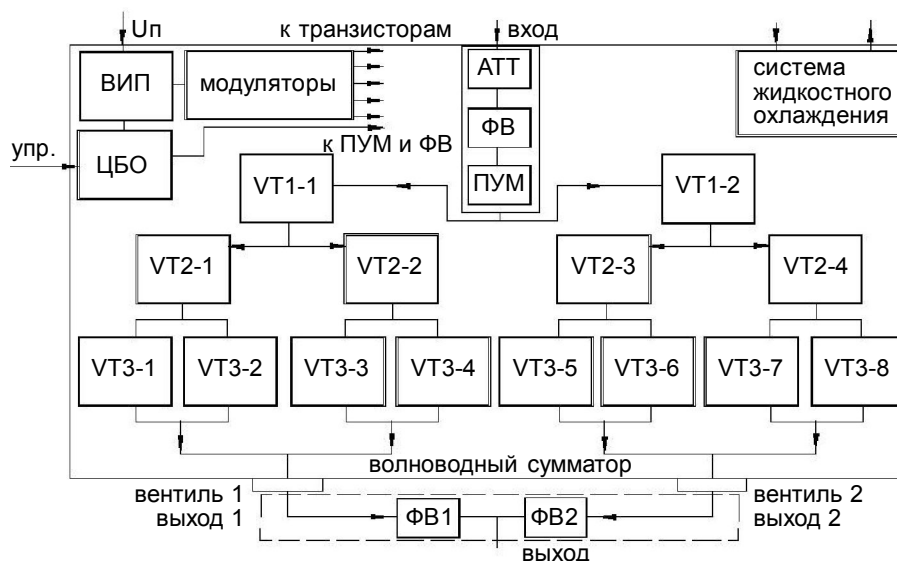 Uп
к транзисторам
вход
ВИП
модуляторы
АТТ
система
жидкостного
охлаждения
ФВ
упр.
ЦБО
к ПУМ и ФВ
ПУМ
VT1-1
VT1-2
VT2-1
VT2-2
VT2-3
VT2-4
VT3-1
VT3-2
VT3-3
VT3-4
VT3-5
VT3-6
VT3-7
VT3-8
волноводный сумматор
вентиль 1
выход 1
вентиль 2
выход 2
ФВ1
ФВ2
выход